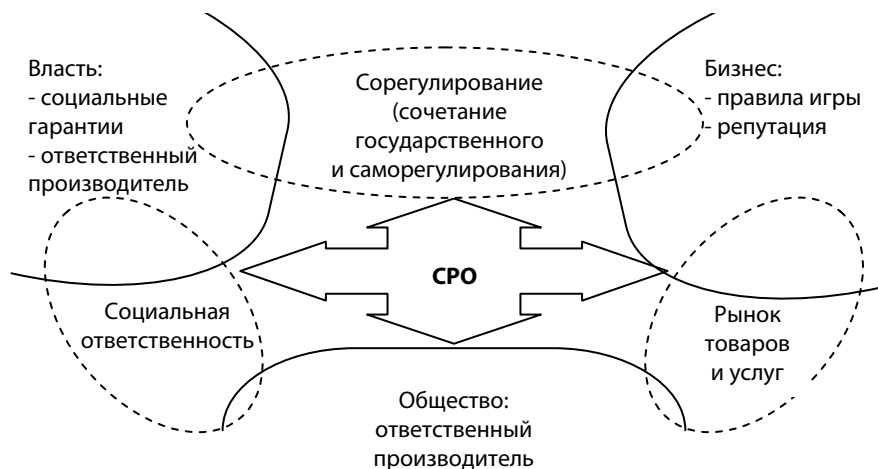 Власть:
- социальные
гарантии
- ответственный
производитель
Сорегулирование
(сочетание
государственного
и саморегулирования)
Бизнес:
- правила игры
- репутация
СРО
Социальная
ответственность
Рынок
товаров
и услуг
Общество:
ответственный
производитель